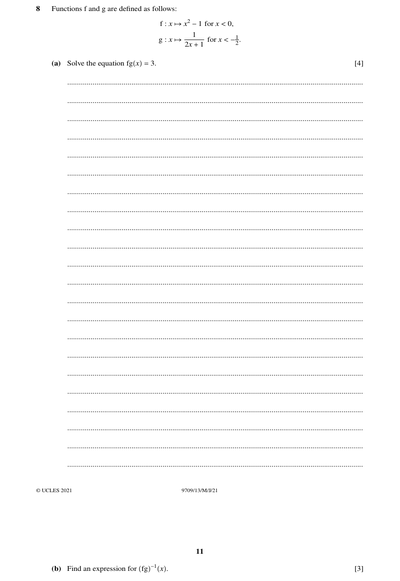 8 Functions f and g are defined as follows:
f : x ↦ x² − 1 for x < 0,
g : x ↦ 1/(2x + 1) for x < −½.
(a) Solve the equation fg(x) = 3. [4]
© UCLES 2021 9709/13/M/J/21
11
(b) Find an expression for (fg)⁻¹(x). [3]